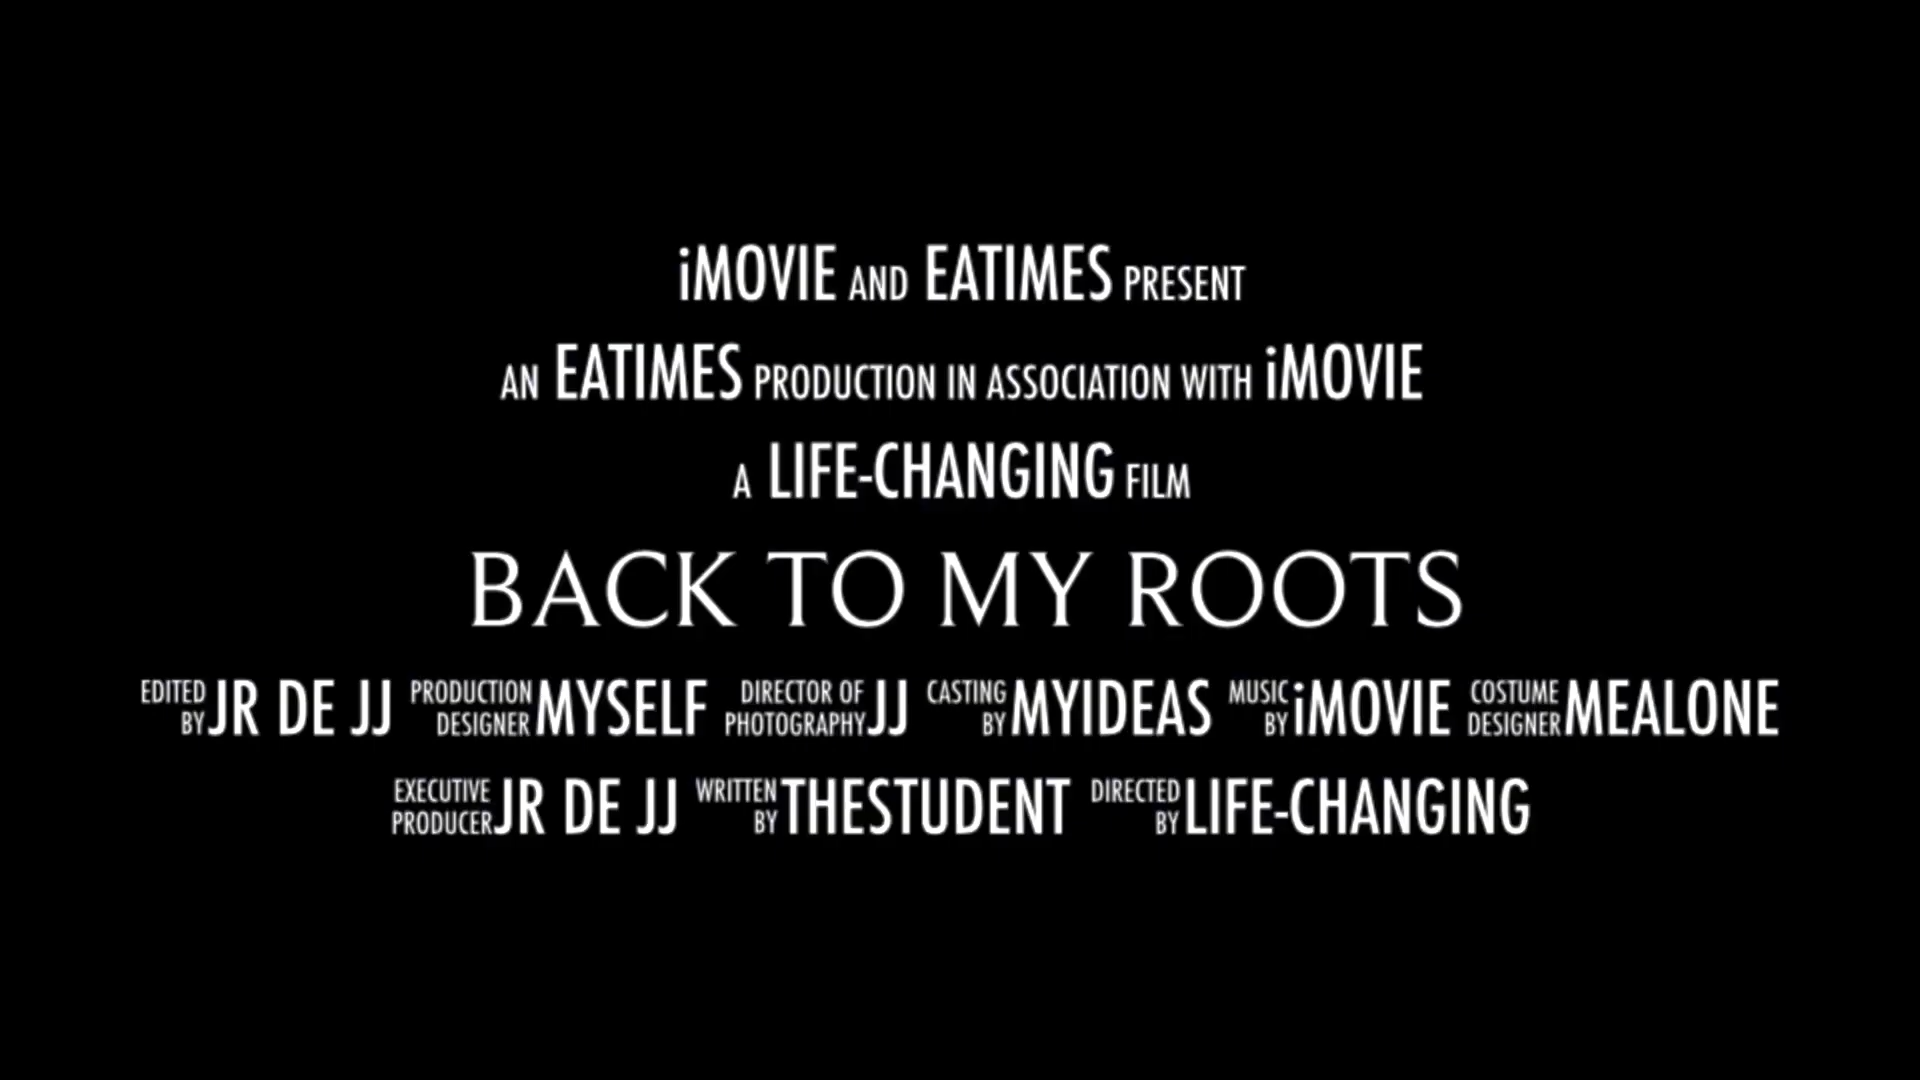 iMOVIE AND EATIMES PRESENT
AN EATIMES PRODUCTION IN ASSOCIATION WITH iMOVIE
A LIFE-CHANGING FILM
BACK TO MY ROOTS
EDITED BY JR DE JJ PRODUCTION DESIGNER MYSELF DIRECTOR OF PHOTOGRAPHY JJ CASTING BY MYIDEAS MUSIC BY iMOVIE COSTUME DESIGNER MEALONE
EXECUTIVE PRODUCER JR DE JJ WRITTEN BY THESTUDENT DIRECTED BY LIFE-CHANGING